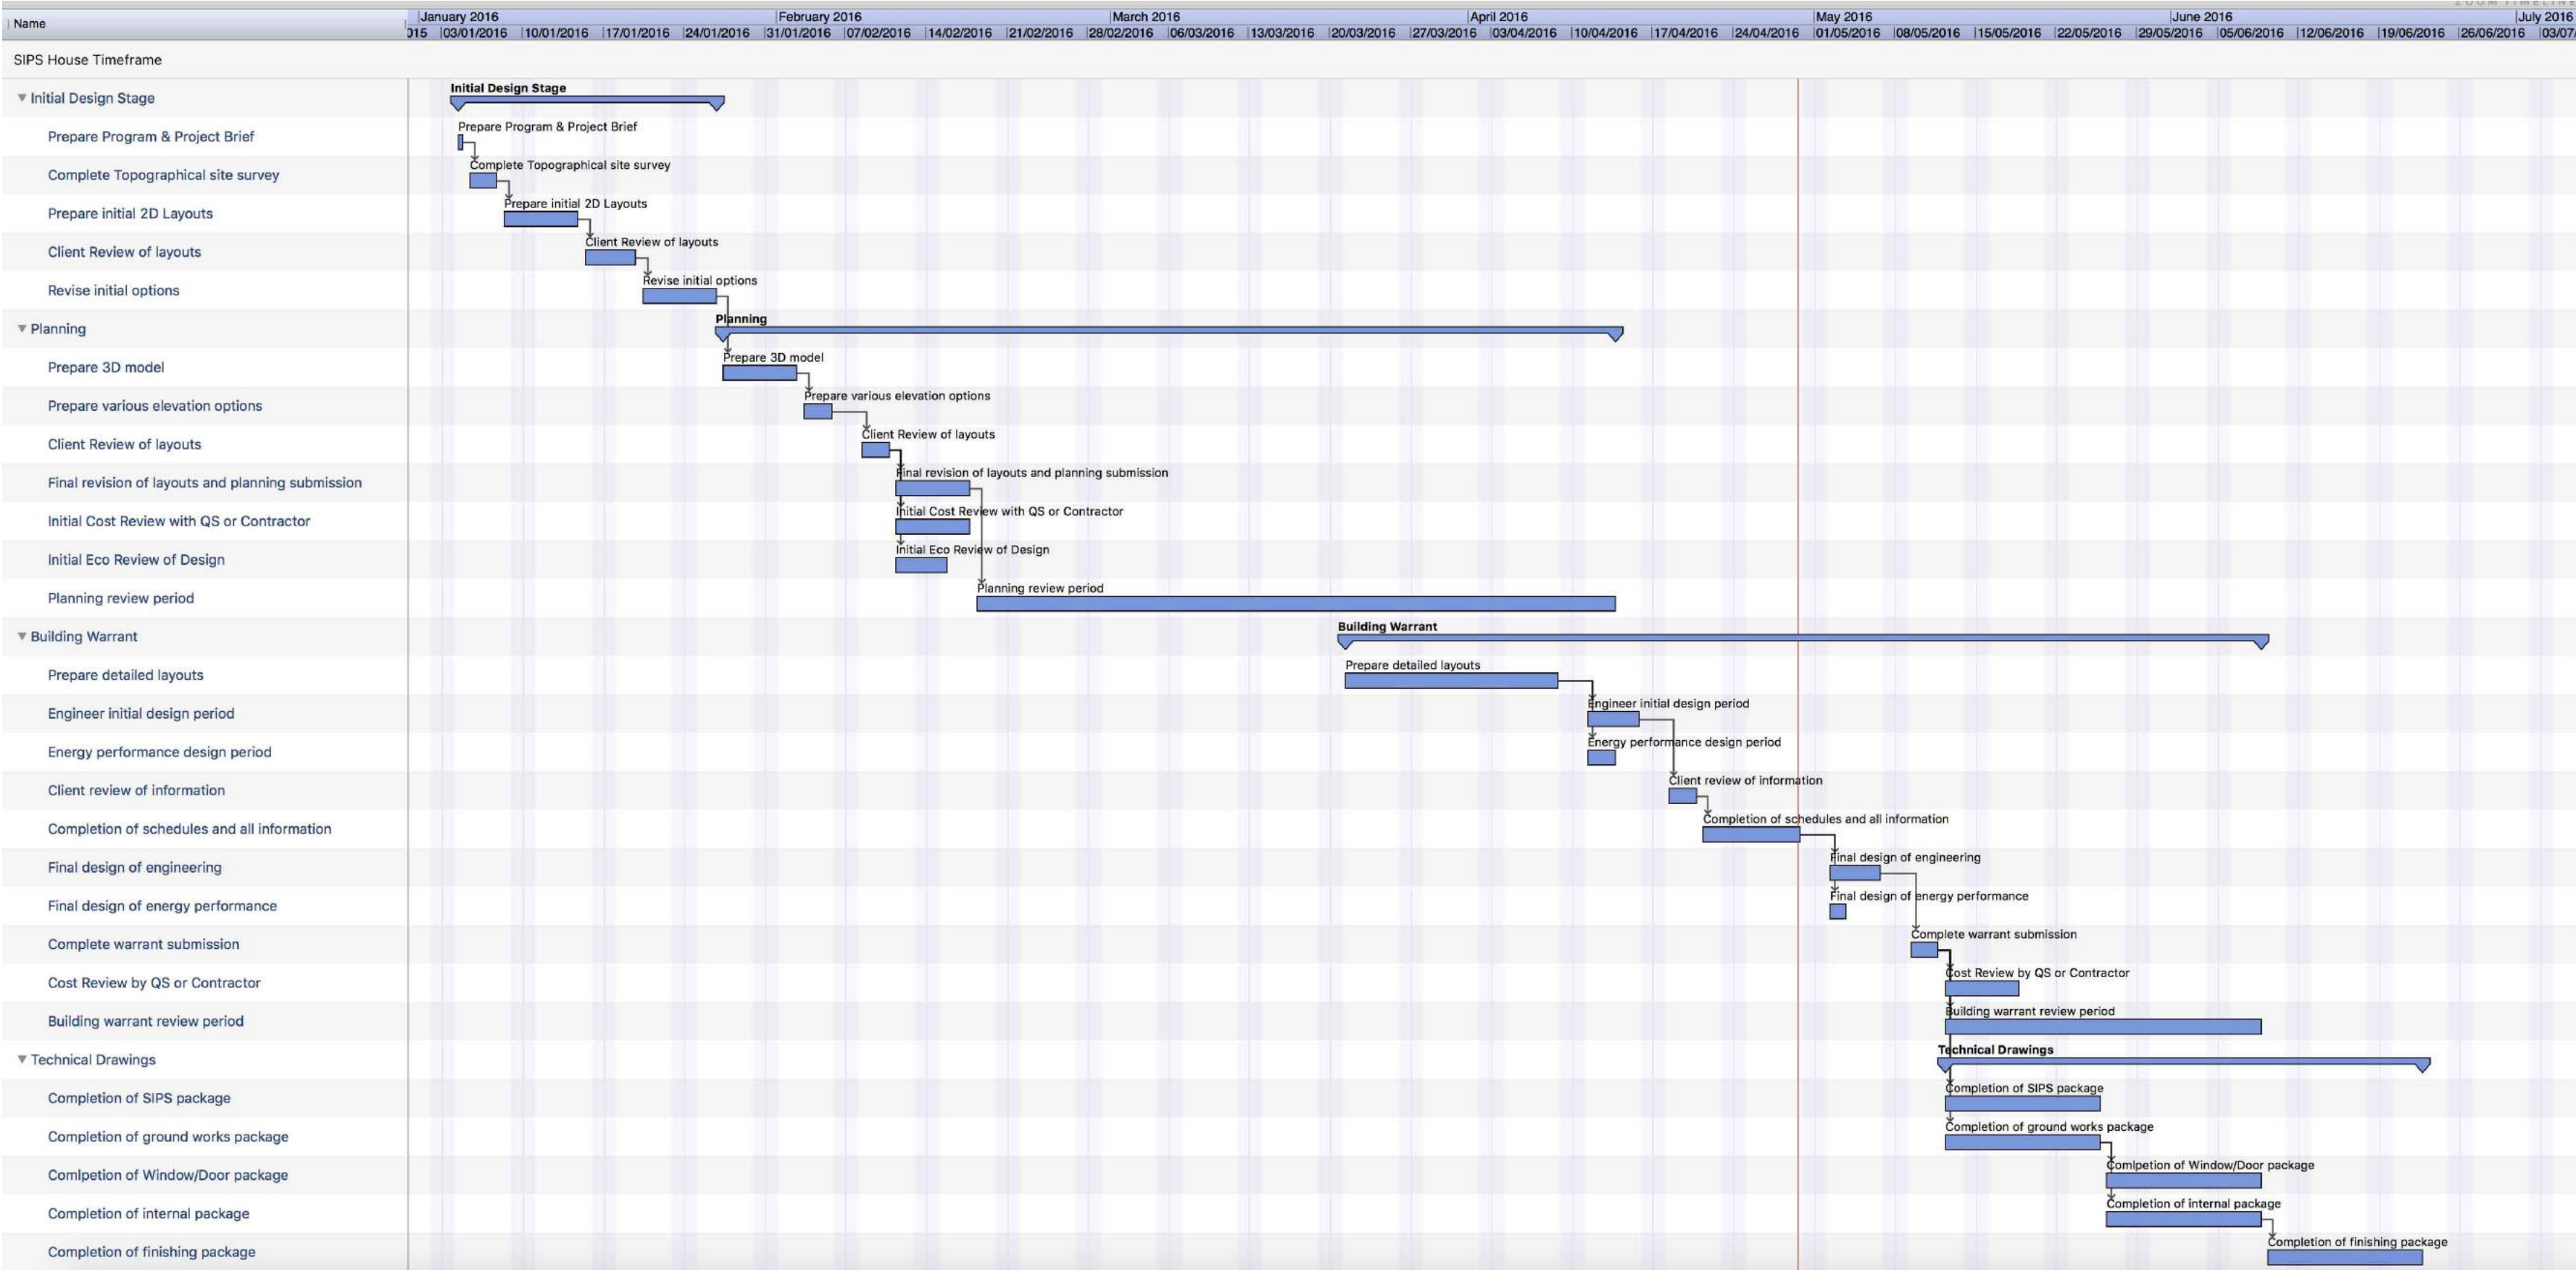 Name
January 2016 February 2016 March 2016 April 2016 May 2016 June 2016 July 2016
015 03/01/2016 10/01/2016 17/01/2016 24/01/2016 31/01/2016 07/02/2016 14/02/2016 21/02/2016 28/02/2016 06/03/2016 13/03/2016 20/03/2016 27/03/2016 03/04/2016 10/04/2016 17/04/2016 24/04/2016 01/05/2016 08/05/2016 15/05/2016 22/05/2016 29/05/2016 05/06/2016 12/06/2016 19/06/2016 26/06/2016 03/07/
SIPS House Timeframe
Initial Design Stage
Initial Design Stage
Prepare Program & Project Brief
Prepare Program & Project Brief
Complete Topographical site survey
Complete Topographical site survey
Prepare initial 2D Layouts
Prepare initial 2D Layouts
Client Review of layouts
Client Review of layouts
Revise initial options
Revise initial options
Planning
Planning
Prepare 3D model
Prepare 3D model
Prepare various elevation options
Prepare various elevation options
Client Review of layouts
Client Review of layouts
Final revision of layouts and planning submission
Final revision of layouts and planning submission
Initial Cost Review with QS or Contractor
Initial Cost Review with QS or Contractor
Initial Eco Review of Design
Initial Eco Review of Design
Planning review period
Planning review period
Building Warrant
Building Warrant
Prepare detailed layouts
Prepare detailed layouts
Engineer initial design period
Engineer initial design period
Energy performance design period
Energy performance design period
Client review of information
Client review of information
Completion of schedules and all information
Completion of schedules and all information
Final design of engineering
Final design of engineering
Final design of energy performance
Final design of energy performance
Complete warrant submission
Complete warrant submission
Cost Review by QS or Contractor
Cost Review by QS or Contractor
Building warrant review period
Building warrant review period
Technical Drawings
Technical Drawings
Completion of SIPS package
Completion of SIPS package
Completion of ground works package
Completion of ground works package
Comlpetion of Window/Door package
Comlpetion of Window/Door package
Completion of internal package
Completion of internal package
Completion of finishing package
Completion of finishing package